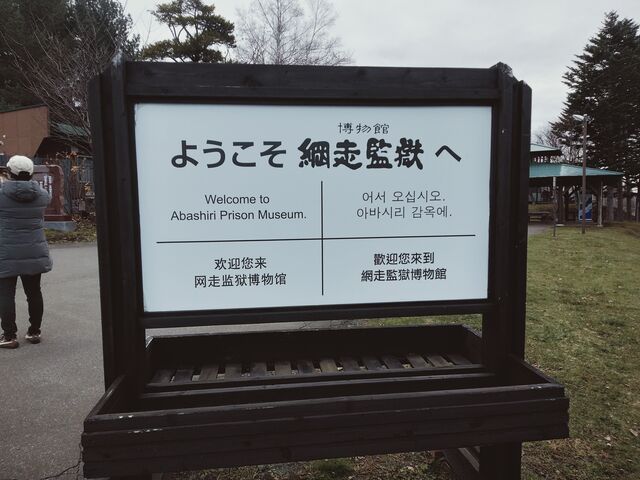 博物館
ようこそ 網走監獄 へ
Welcome to
Abashiri Prison Museum.
어서 오십시오.
아바시리 감옥에.
欢迎您来
网走监狱博物馆
歡迎您來到
網走監獄博物館